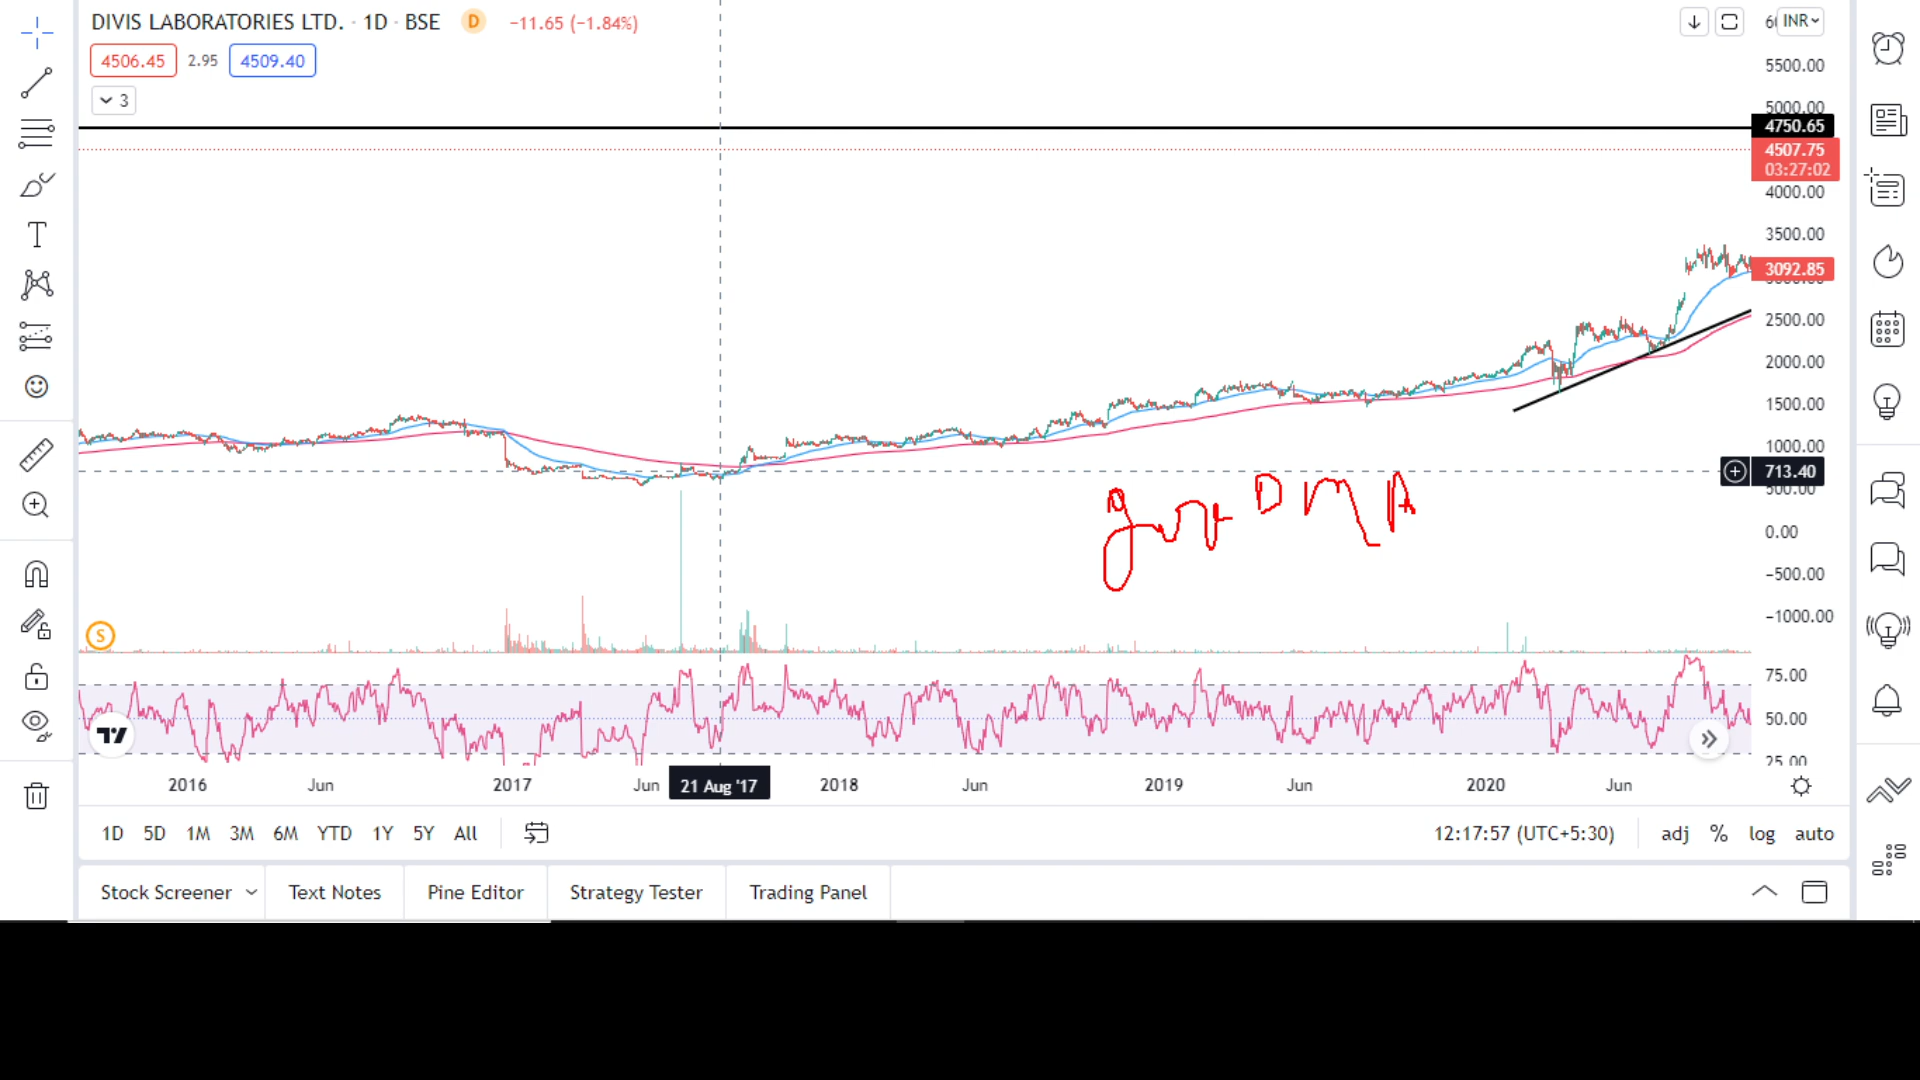 DIVIS LABORATORIES LTD. · 1D · BSE D −11.65 (−1.84%)
6 INR
4506.45 2.95 4509.40
3
5500.00
5000.00
4750.65
4507.75
03:27:02
4000.00
3500.00
3092.85
2500.00
2000.00
1500.00
1000.00
713.40
500.00
DMA
0.00
−500.00
−1000.00
S
75.00
50.00
25.00
2016 Jun 2017 Jun 21 Aug '17 2018 Jun 2019 Jun 2020 Jun
1D 5D 1M 3M 6M YTD 1Y 5Y All 12:17:57 (UTC+5:30) adj % log auto
Stock Screener Text Notes Pine Editor Strategy Tester Trading Panel